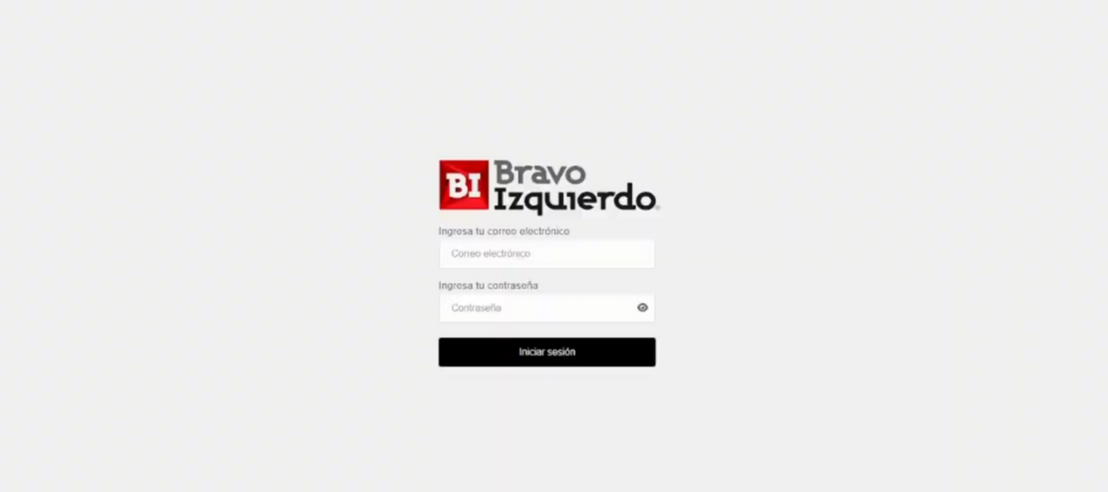 BI Bravo
Izquierdo
Ingresa tu correo electrónico
Correo electrónico
Ingresa tu contraseña
Contraseña
Iniciar sesión